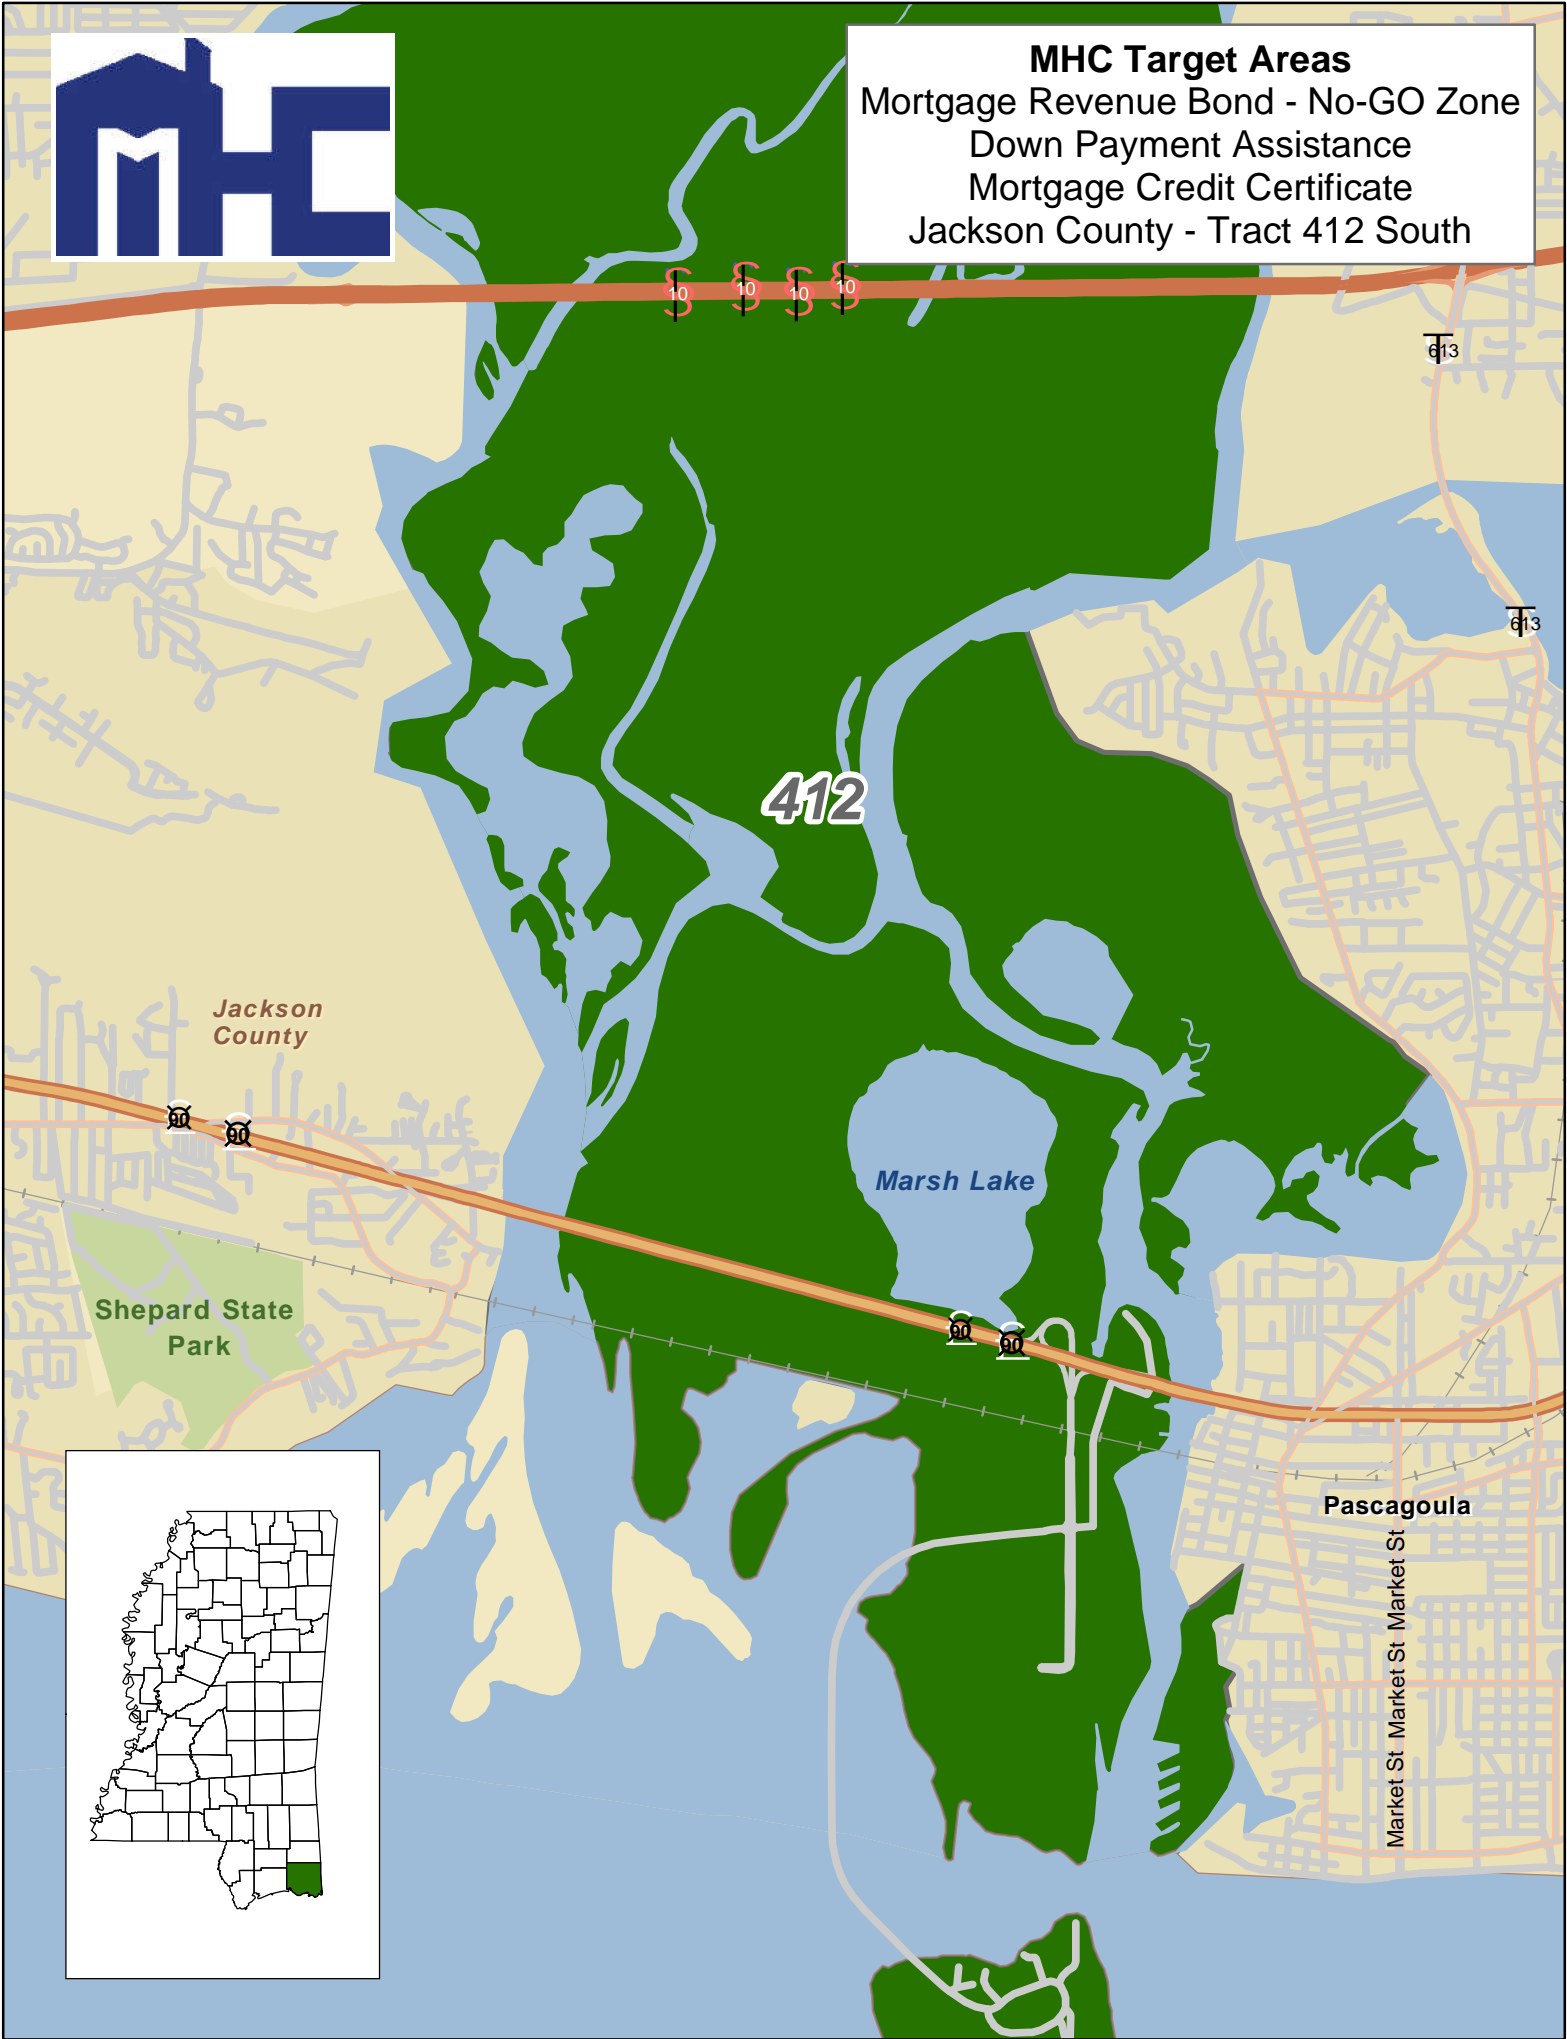 MHC
MHC Target Areas
Mortgage Revenue Bond - No-GO Zone
Down Payment Assistance
Mortgage Credit Certificate
Jackson County - Tract 412 South
10
10
10
10
613
613
412
Jackson
County
90
90
Marsh Lake
Shepard State
Park
90
90
Pascagoula
Market St Market St Market St